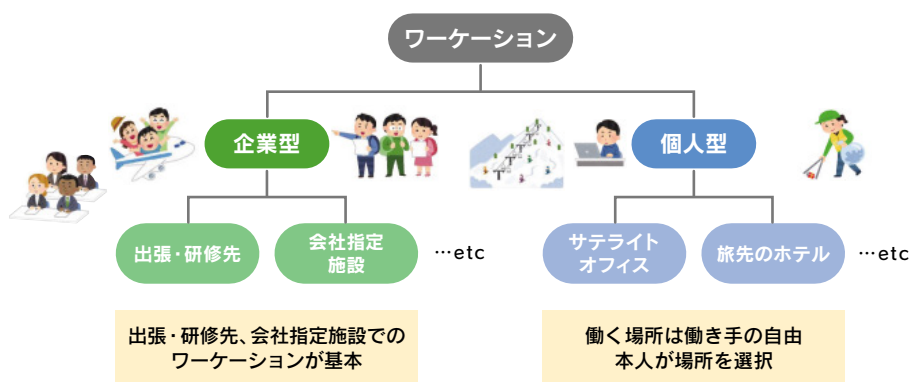 ワーケーション
企業型
個人型
出張・研修先
会社指定
施設
…etc
サテライト
オフィス
旅先のホテル
…etc
出張・研修先、会社指定施設での
ワーケーションが基本
働く場所は働き手の自由
本人が場所を選択